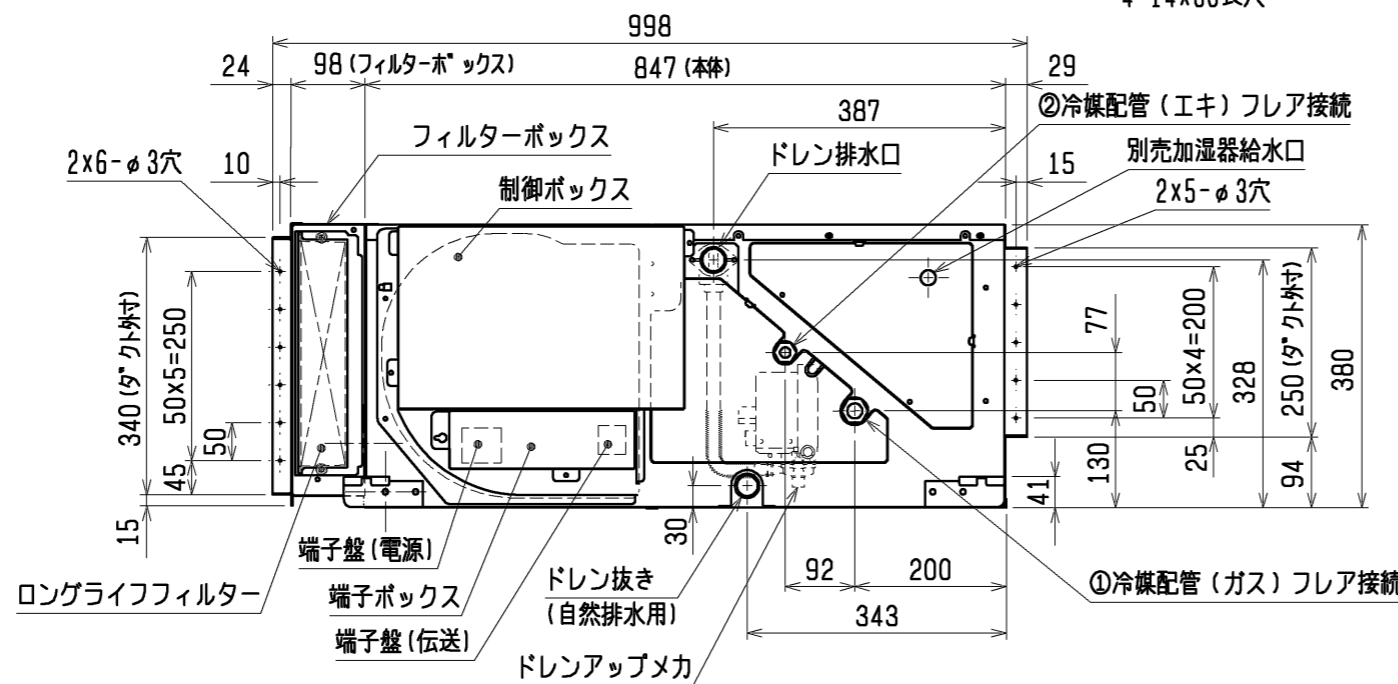 4-14x30長穴
998
24
98 (フィルターボックス)
847 (本体)
29
387
②冷媒配管 (エキ) フレア接続
フィルターボックス
ドレン排水口
別売加湿器給水口
2x6-φ3穴
10
15
制御ボックス
2x5-φ3穴
340 (ダクト外寸)
50x5=250
50
45
15
77
130
50
50x4=200
25
328
250 (ダクト外寸)
94
380
41
30
端子盤 (電源)
ロングライフフィルター
端子ボックス
端子盤 (伝送)
ドレン抜き
(自然排水用)
ドレンアップメカ
92
200
343
①冷媒配管 (ガス) フレア接続